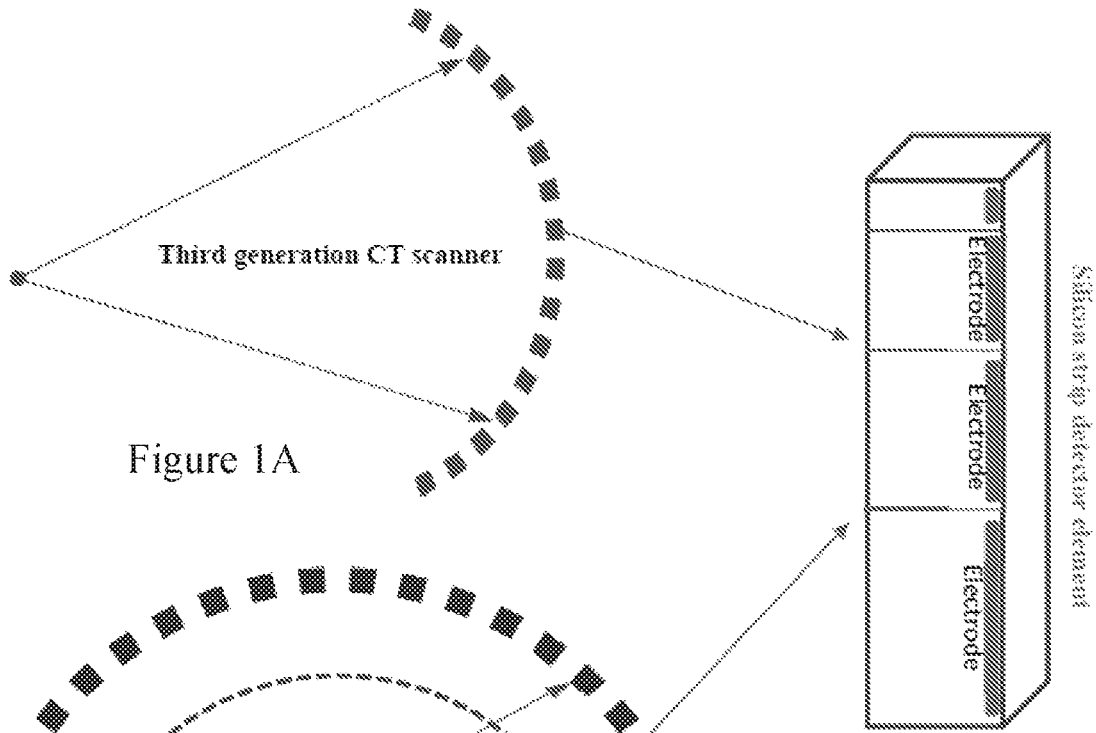 Third generation CT scanner
Figure 1A
Electrode
Electrode
Electrode
Silicon strip detector element